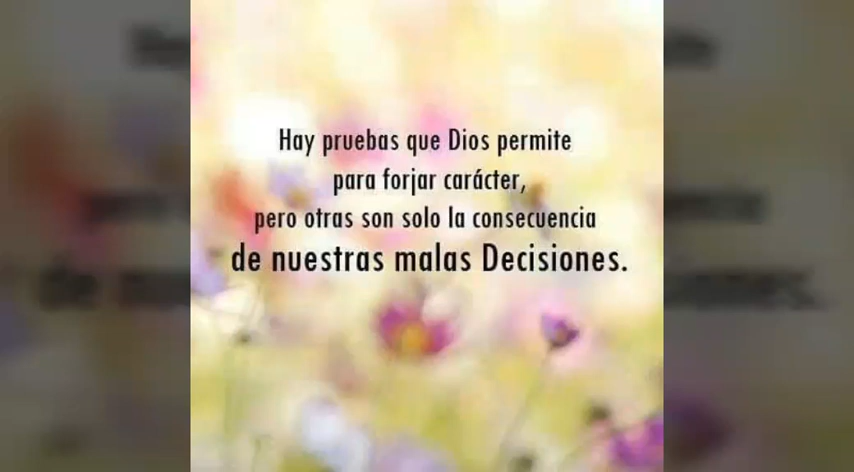 Hay pruebas que Dios permite
para forjar carácter,
pero otras son solo la consecuencia
de nuestras malas Decisiones.